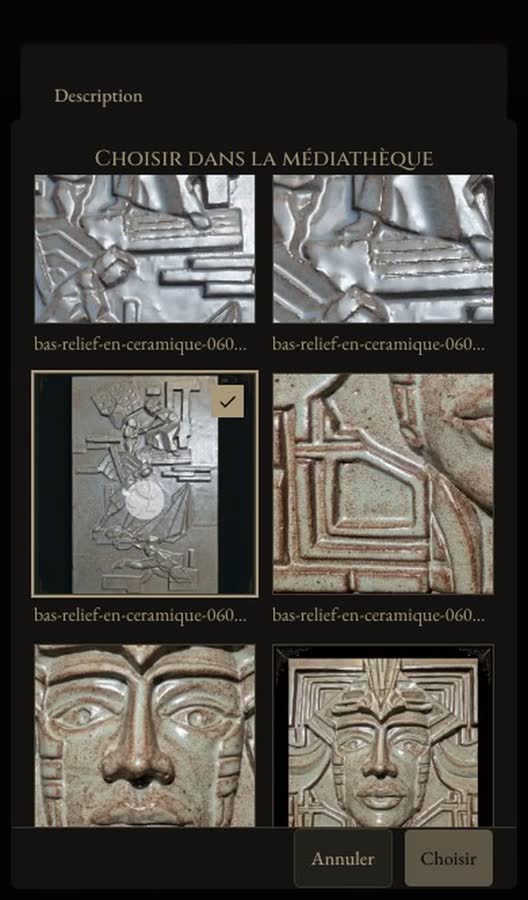 Description
Choisir dans la médiathèque
bas-relief-en-ceramique-060...
bas-relief-en-ceramique-060...
bas-relief-en-ceramique-060...
bas-relief-en-ceramique-060...
Annuler
Choisir